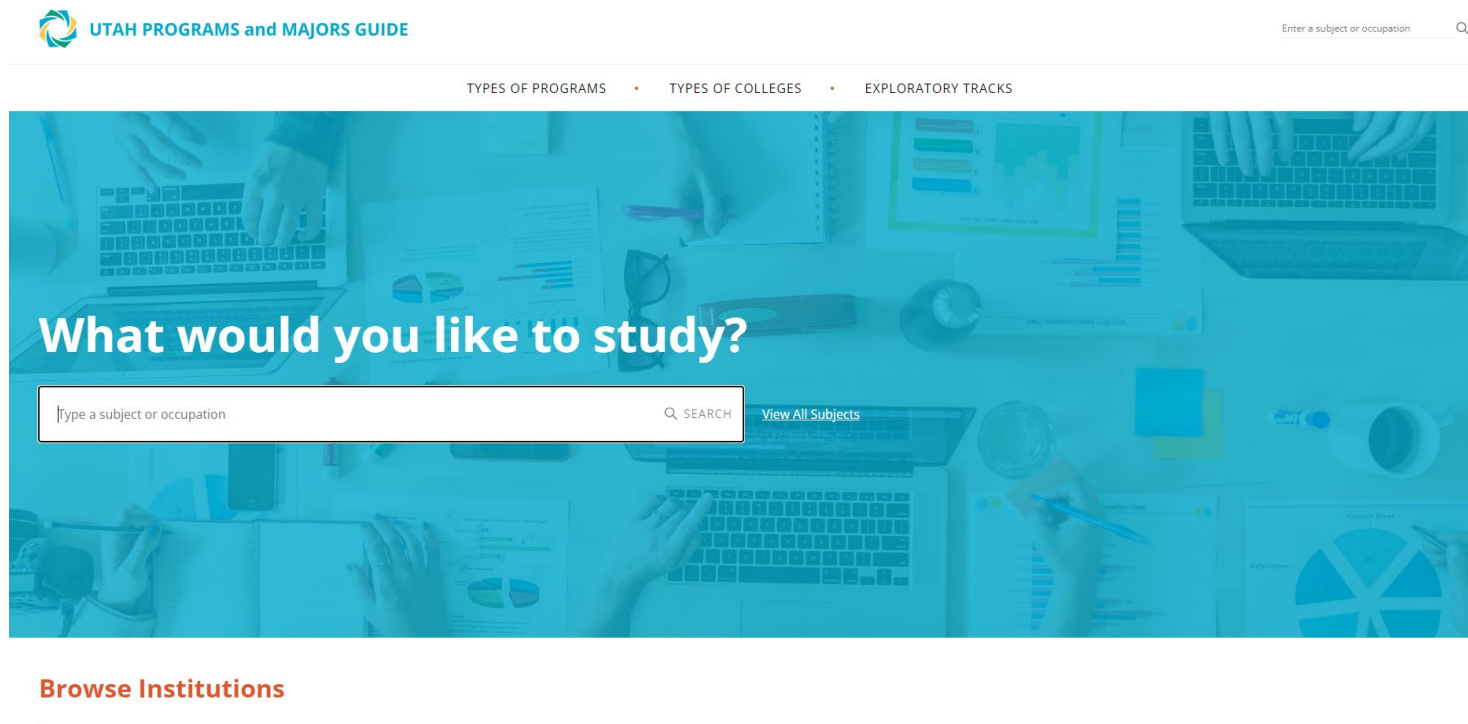 UTAH PROGRAMS and MAJORS GUIDE
Enter a subject or occupation
TYPES OF PROGRAMS • TYPES OF COLLEGES • EXPLORATORY TRACKS
What would you like to study?
Type a subject or occupation
SEARCH
View All Subjects
Browse Institutions